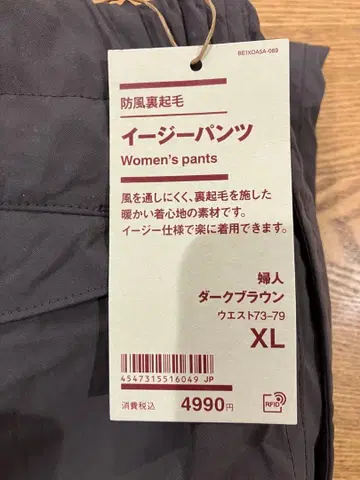 BE1XOA5A-089
防風裏起毛
イージーパンツ
Women's pants
風を通しにくく、裏起毛を施した
暖かい着心地の素材です。
イージー仕様で楽に着用できます。
婦人
ダークブラウン
ウエスト73-79
XL
4547315516049 JP
消費税込 4990円
RFID